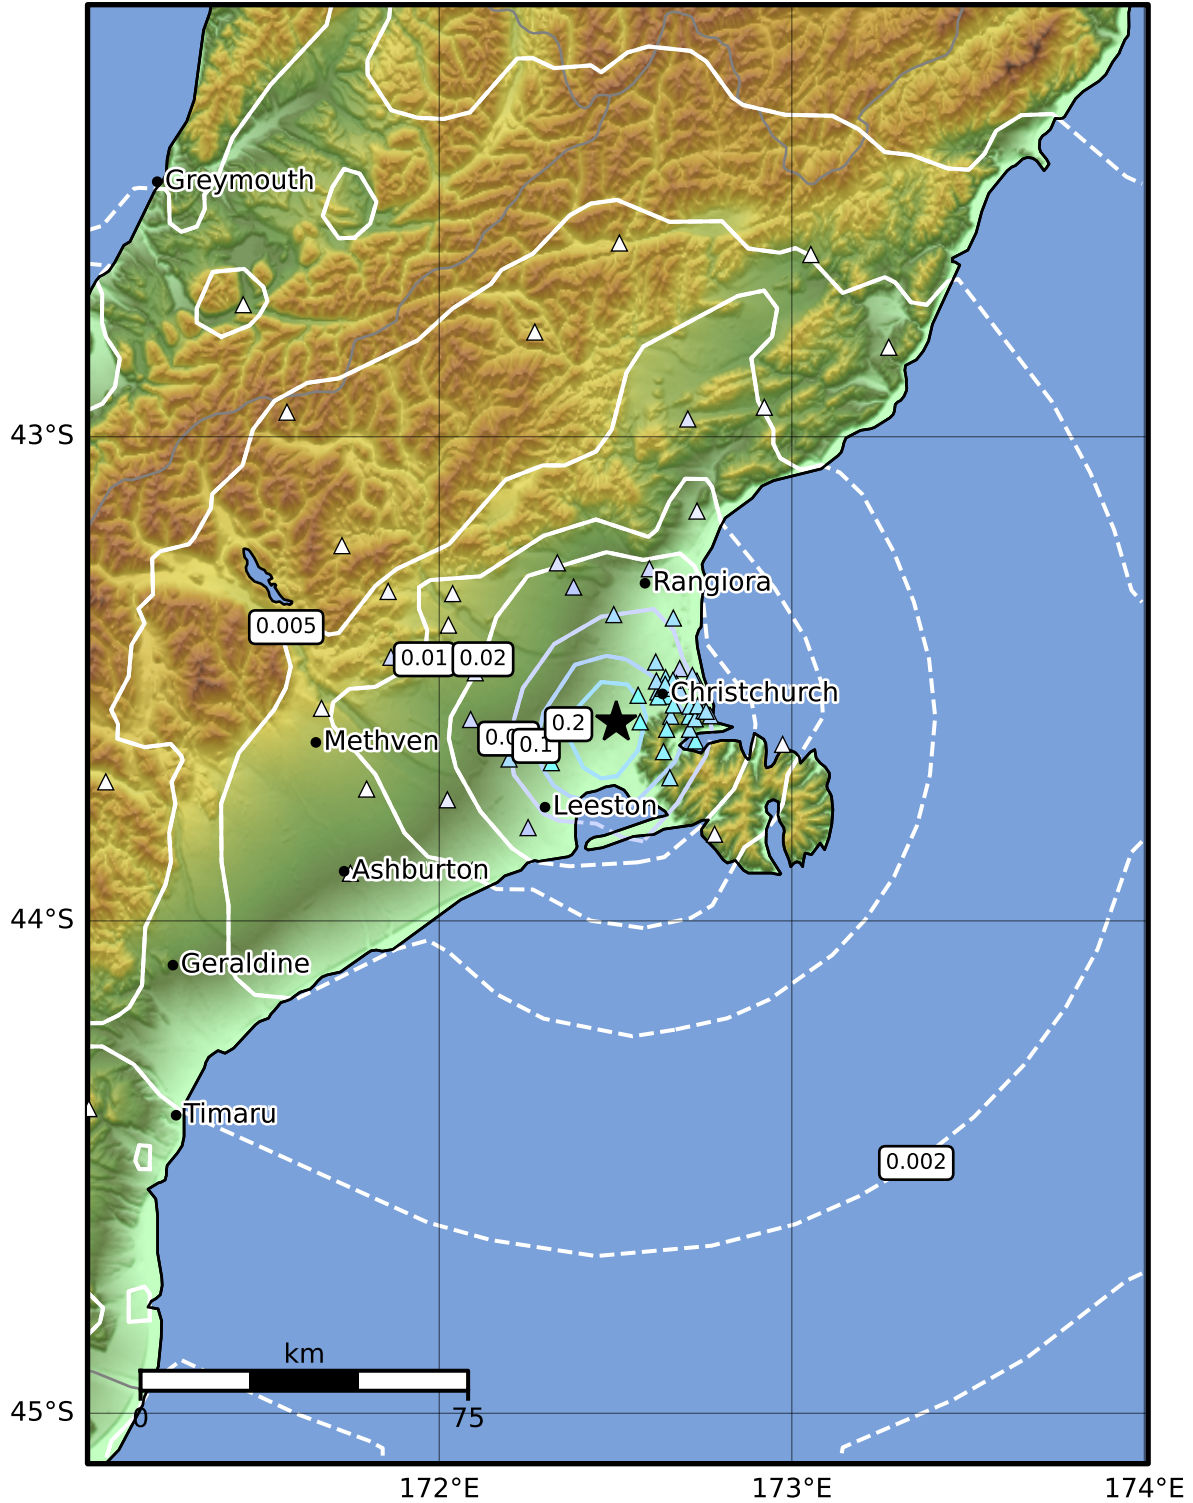 Greymouth
43°S
Rangiora
0.005
0.01
0.02
Christchurch
0.2
0.1
Methven
Leeston
Ashburton
44°S
Geraldine
Timaru
0.002
km
0
75
45°S
172°E
173°E
174°E